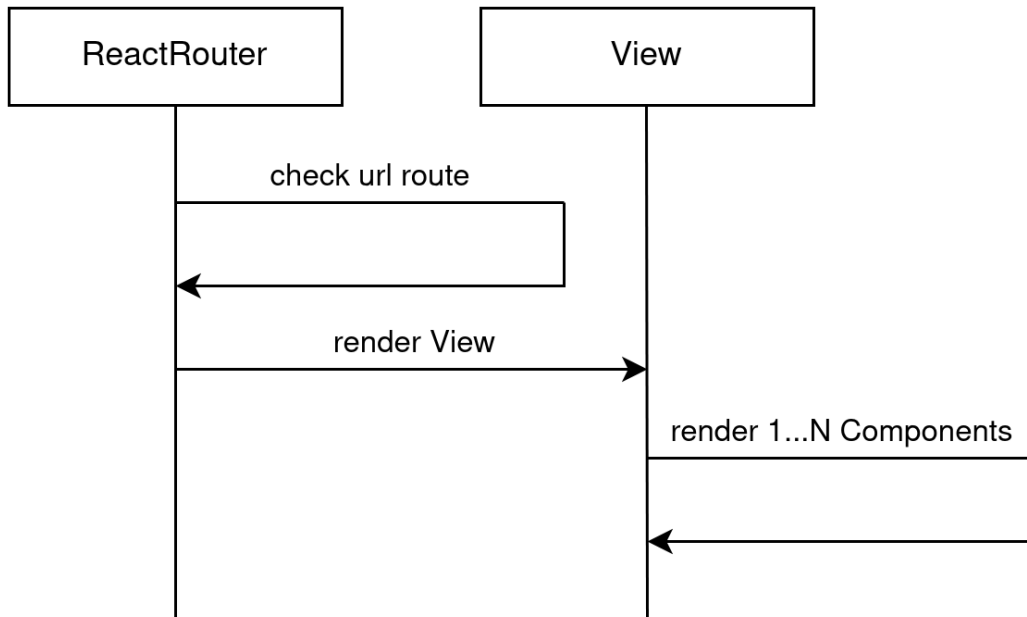 ReactRouter
View
check url route
render View
render 1...N Components